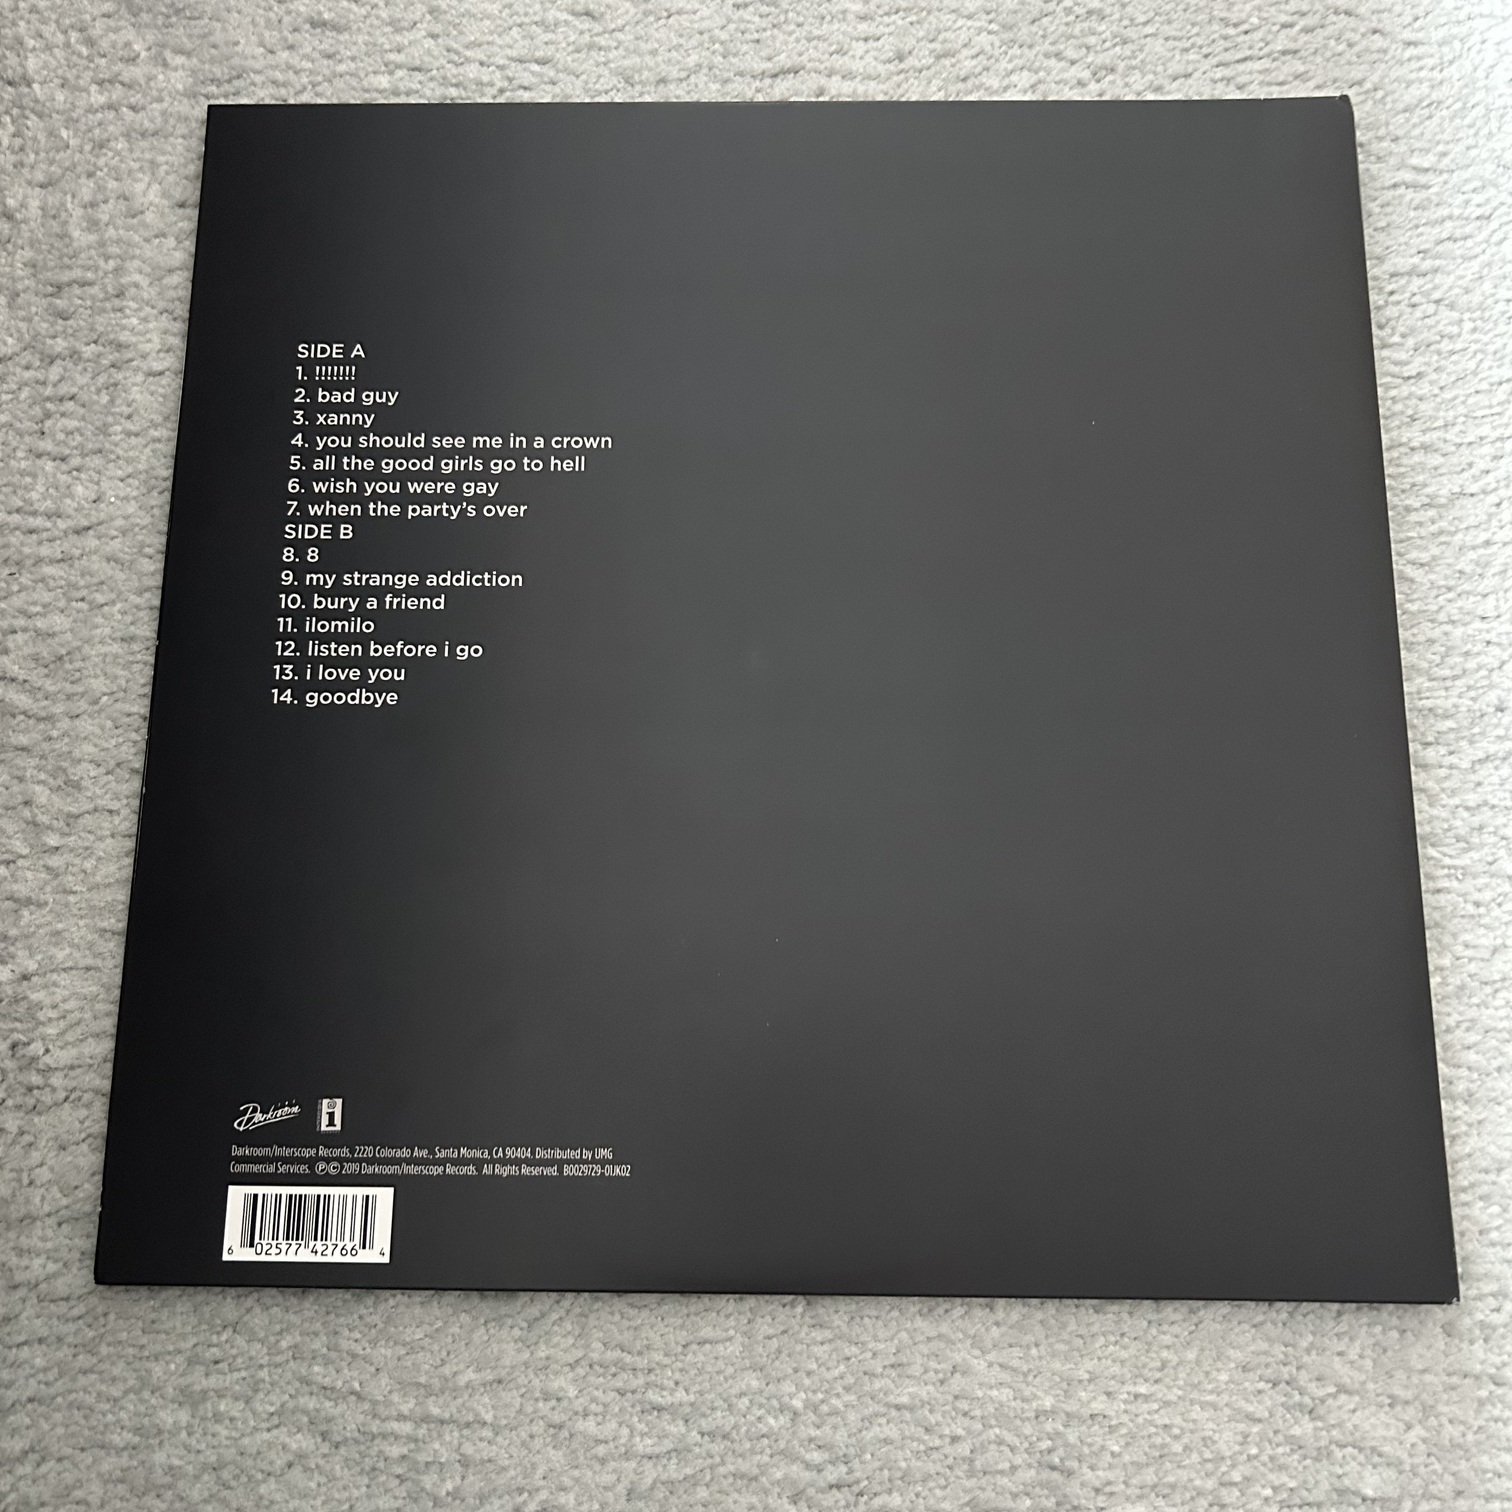 SIDE A
1. !!!!!!!
2. bad guy
3. xanny
4. you should see me in a crown
5. all the good girls go to hell
6. wish you were gay
7. when the party’s over
SIDE B
8. 8
9. my strange addiction
10. bury a friend
11. ilomilo
12. listen before i go
13. i love you
14. goodbye
Darkroom
i
Darkroom/Interscope Records, 2220 Colorado Ave., Santa Monica, CA 90404. Distributed by UMG
Commercial Services. ℗© 2019 Darkroom/Interscope Records. All Rights Reserved. B0029729-01JK02
6 02577 42766 4